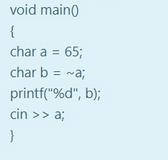 void main()
{
char a = 65;
char b = ~a;
printf("%d", b);
cin >> a;
}